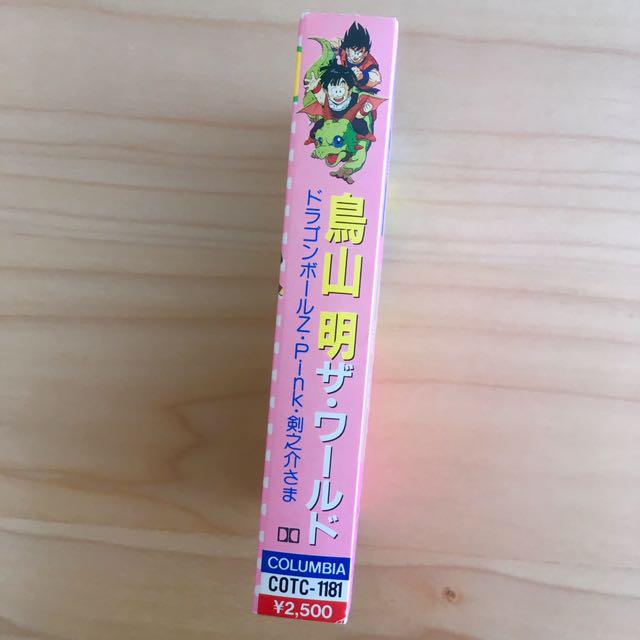 鳥山 明ザ・ワールド
ドラゴンボールZ・Pink・剣之介さま
COLUMBIA
COTC-1181
¥2,500